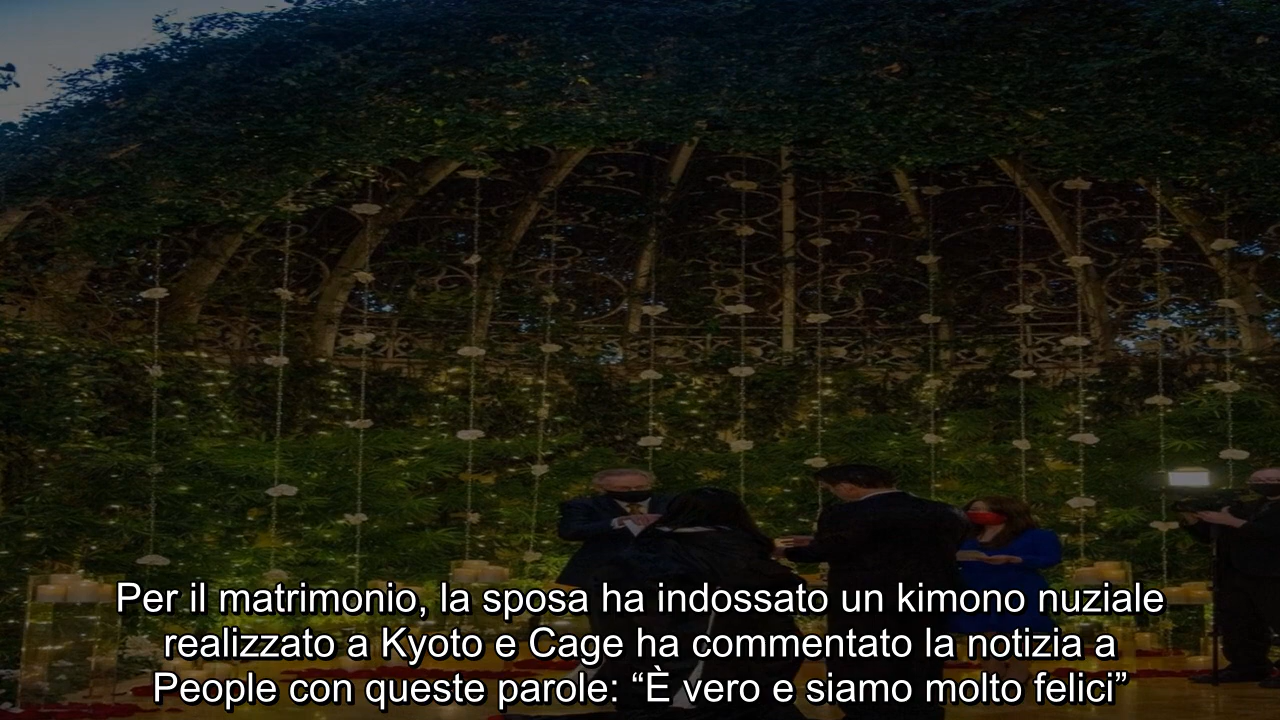 Per il matrimonio, la sposa ha indossato un kimono nuziale
realizzato a Kyoto e Cage ha commentato la notizia a
People con queste parole: “È vero e siamo molto felici”